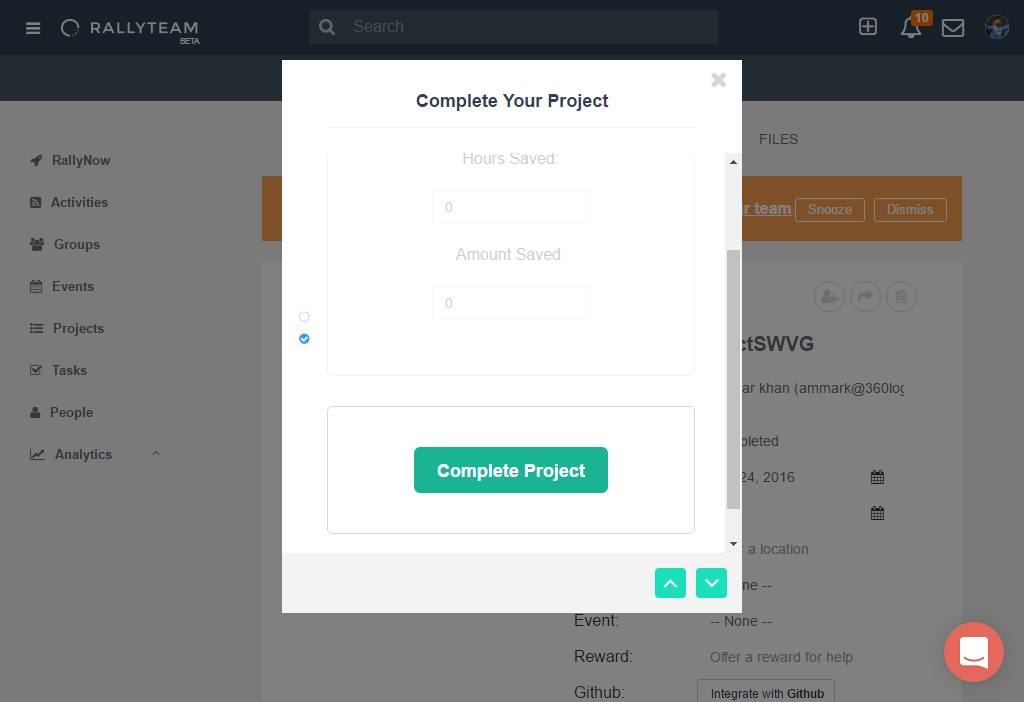 RALLYTEAM
BETA
Search
10
Complete Your Project
FILES
RallyNow
Activities
Groups
Events
Projects
Tasks
People
Analytics
Hours Saved:
0
Amount Saved:
0
Complete Project
team
Snooze
Dismiss
ctSWVG
ar khan (ammark@360log
pleted
24, 2016
a location
ne --
Event:
-- None --
Reward:
Offer a reward for help
Github:
Integrate with Github